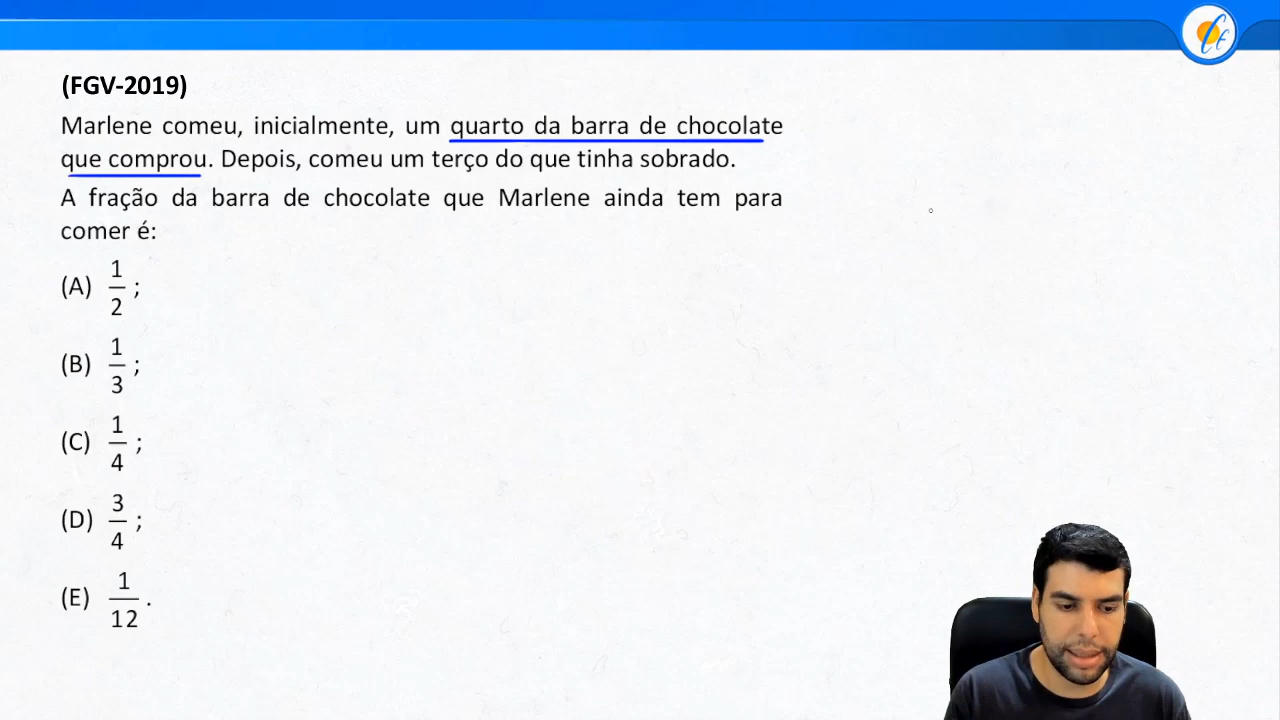 (FGV-2019)
Marlene comeu, inicialmente, um quarto da barra de chocolate
que comprou. Depois, comeu um terço do que tinha sobrado.
A fração da barra de chocolate que Marlene ainda tem para
comer é:
(A) 1/2 ;
(B) 1/3 ;
(C) 1/4 ;
(D) 3/4 ;
(E) 1/12 .